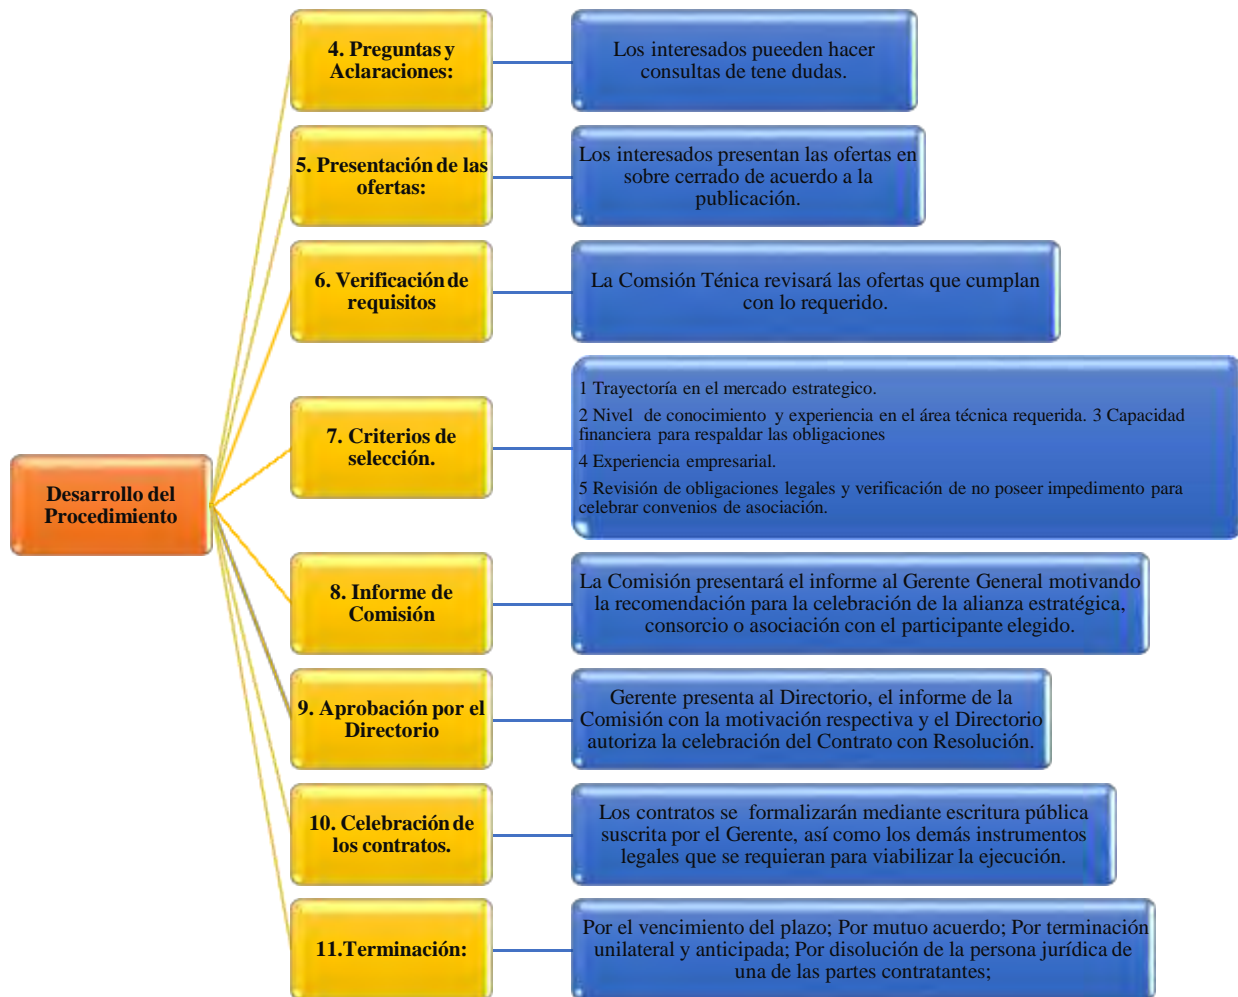 4. Preguntas y
Aclaraciones:
Los interesados pueeden hacer
consultas de tene dudas.
5. Presentación de las
ofertas:
Los interesados presentan las ofertas en
sobre cerrado de acuerdo a la
publicación.
6. Verificación de
requisitos
La Comsión Ténica revisará las ofertas que cumplan
con lo requerido.
7. Criterios de
selección.
1 Trayectoría en el mercado estrategico.
2 Nivel de conocimiento y experiencia en el área técnica requerida. 3 Capacidad
financiera para respaldar las obligaciones
4 Experiencia empresarial.
5 Revisión de obligaciones legales y verificación de no poseer impedimento para
celebrar convenios de asociación.
Desarrollo del
Procedimiento
8. Informe de
Comisión
La Comisión presentará el informe al Gerente General motivando
la recomendación para la celebración de la alianza estratégica,
consorcio o asociación con el participante elegido.
9. Aprobación por el
Directorio
Gerente presenta al Directorio, el informe de la
Comisión con la motivación respectiva y el Directorio
autoriza la celebración del Contrato con Resolución.
10. Celebración de
los contratos.
Los contratos se formalizarán mediante escritura pública
suscrita por el Gerente, así como los demás instrumentos
legales que se requieran para viabilizar la ejecución.
11.Terminación:
Por el vencimiento del plazo; Por mutuo acuerdo; Por terminación
unilateral y anticipada; Por disolución de la persona jurídica de
una de las partes contratantes;